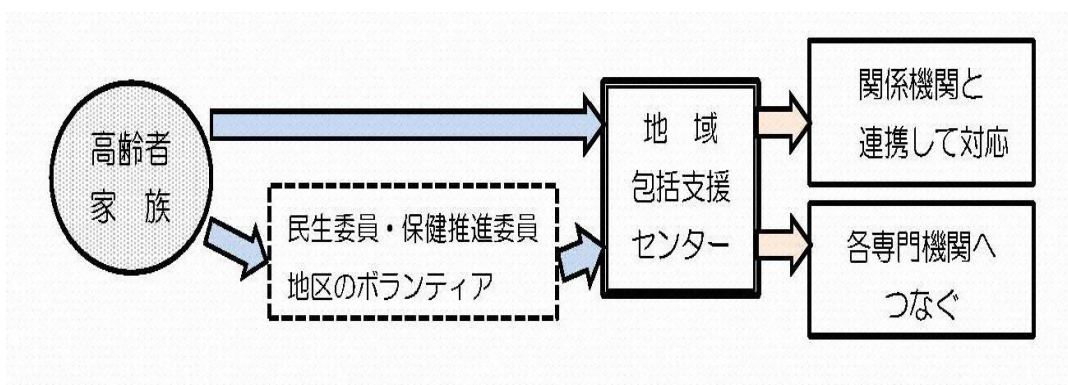 高齢者
家　族
民生委員・保健推進委員
地区のボランティア
地　域
包括支援
センター
関係機関と
連携して対応
各専門機関へ
つなぐ